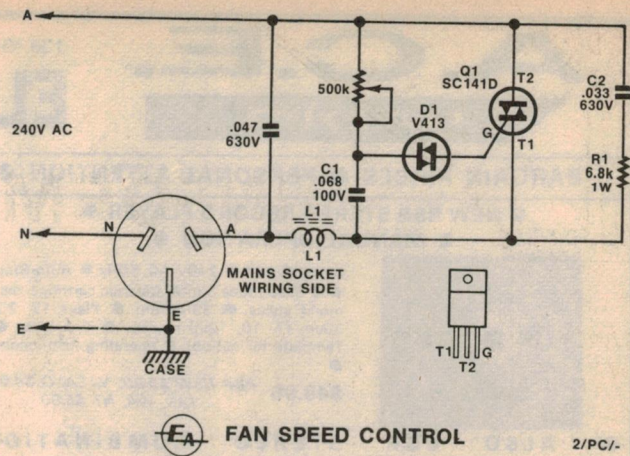 A
240V AC
.047
630V
500k
D1
V413
Q1
SC141D
T2
G
T1
C2
.033
630V
R1
6.8k
1W
C1
.068
100V
L1
L1
N
N
A
MAINS SOCKET
WIRING SIDE
E
E
CASE
T1
T2
G
EA
FAN SPEED CONTROL
2/PC/-